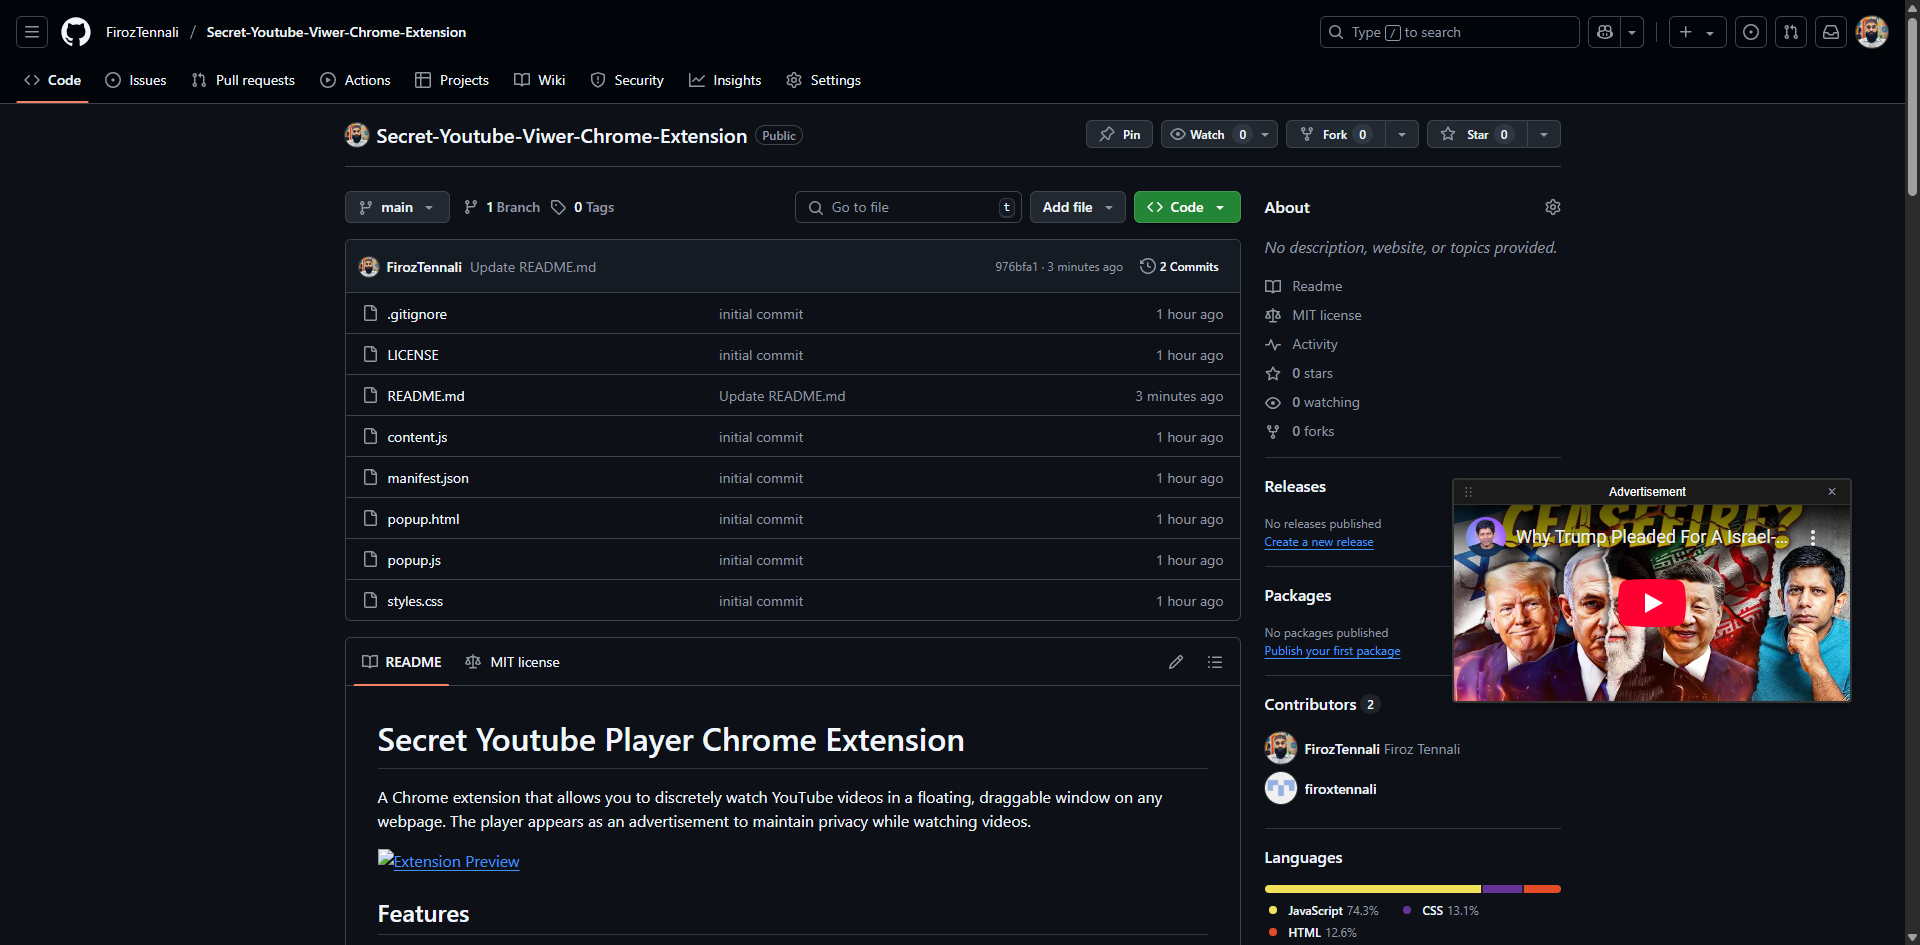 FirozTennali / Secret-Youtube-Viwer-Chrome-Extension
Type / to search
Code Issues Pull requests Actions Projects Wiki Security Insights Settings
Secret-Youtube-Viwer-Chrome-Extension Public
Pin Watch 0 Fork 0 Star 0
main 1 Branch 0 Tags
Go to file t Add file Code
FirozTennali Update README.md 976bfa1 · 3 minutes ago 2 Commits
.gitignore initial commit 1 hour ago
LICENSE initial commit 1 hour ago
README.md Update README.md 3 minutes ago
content.js initial commit 1 hour ago
manifest.json initial commit 1 hour ago
popup.html initial commit 1 hour ago
popup.js initial commit 1 hour ago
styles.css initial commit 1 hour ago
README MIT license
Secret Youtube Player Chrome Extension
A Chrome extension that allows you to discretely watch YouTube videos in a floating, draggable window on any
webpage. The player appears as an advertisement to maintain privacy while watching videos.
Extension Preview
Features
About
No description, website, or topics provided.
Readme
MIT license
Activity
0 stars
0 watching
0 forks
Releases
No releases published
Create a new release
Packages
No packages published
Publish your first package
Contributors 2
FirozTennali Firoz Tennali
firoxtennali
Languages
JavaScript 74.3% CSS 13.1%
HTML 12.6%
Advertisement
CEASEFIRE?
Why Trump Pleaded For A Israel-...